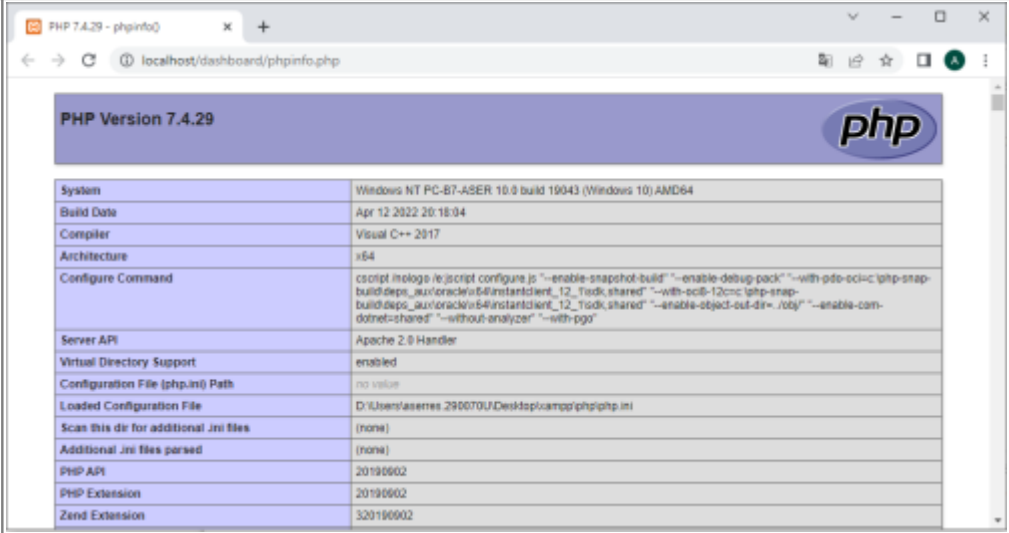 PHP 7.4.29 - phpinfo()
localhost/dashboard/phpinfo.php
A
PHP Version 7.4.29
php
System Windows NT PC-B7-ASER 10.0 build 19043 (Windows 10) AMD64
Build Date Apr 12 2022 20:18:04
Compiler Visual C++ 2017
Architecture x64
Configure Command cscript /nologo /e:jscript configure.js "--enable-snapshot-build" "--enable-debug-pack" "--with-pdo-oci=c:\php-snap-
build\deps_aux\oracle\x64\instantclient_12_1\sdk,shared" "--with-oci8-12c=c:\php-snap-
build\deps_aux\oracle\x64\instantclient_12_1\sdk,shared" "--enable-object-out-dir=../obj/" "--enable-com-
dotnet=shared" "--without-analyzer" "--with-pgo"
Server API Apache 2.0 Handler
Virtual Directory Support enabled
Configuration File (php.ini) Path no value
Loaded Configuration File D:\Users\aserres.290070U\Desktop\xampp\php\php.ini
Scan this dir for additional .ini files (none)
Additional .ini files parsed (none)
PHP API 20190902
PHP Extension 20190902
Zend Extension 320190902